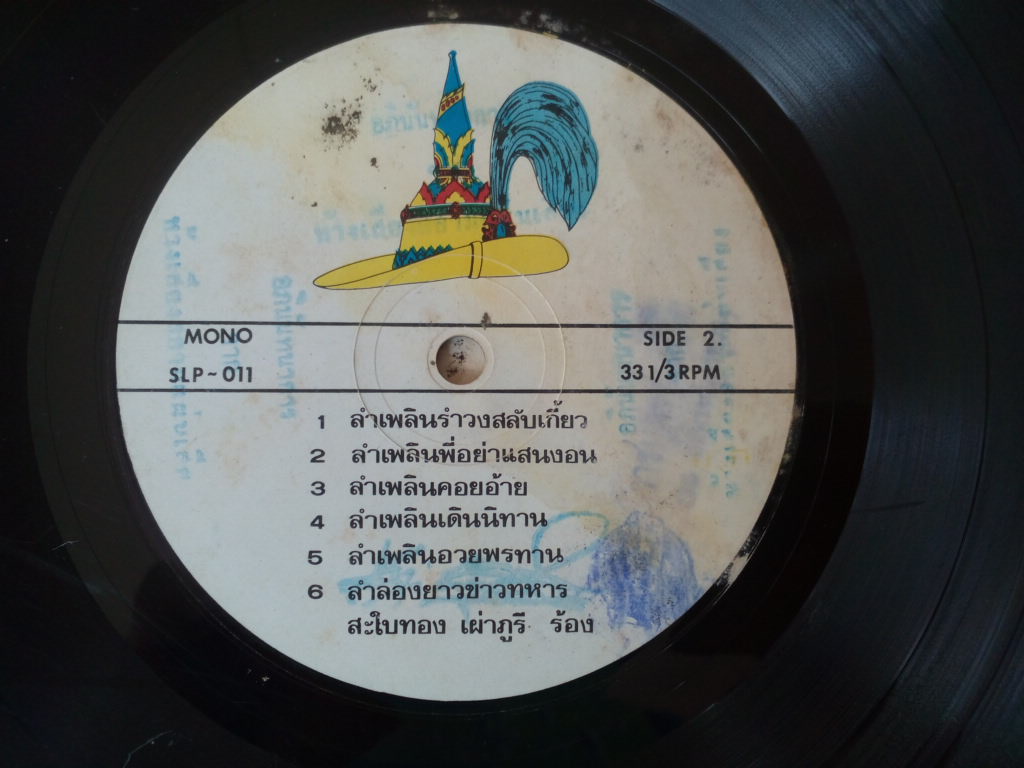 MONO
SIDE 2.
SLP~011
33 1/3 RPM
1 ลำเพลินรำวงสลับเกี้ยว
2 ลำเพลินพี่อย่าแสนงอน
3 ลำเพลินคอยอ้าย
4 ลำเพลินเดินนิทาน
5 ลำเพลินอวยพรทาน
6 ลำล่องยาวข่าวทหาร
สะใบทอง เผ่าภูรี ร้อง